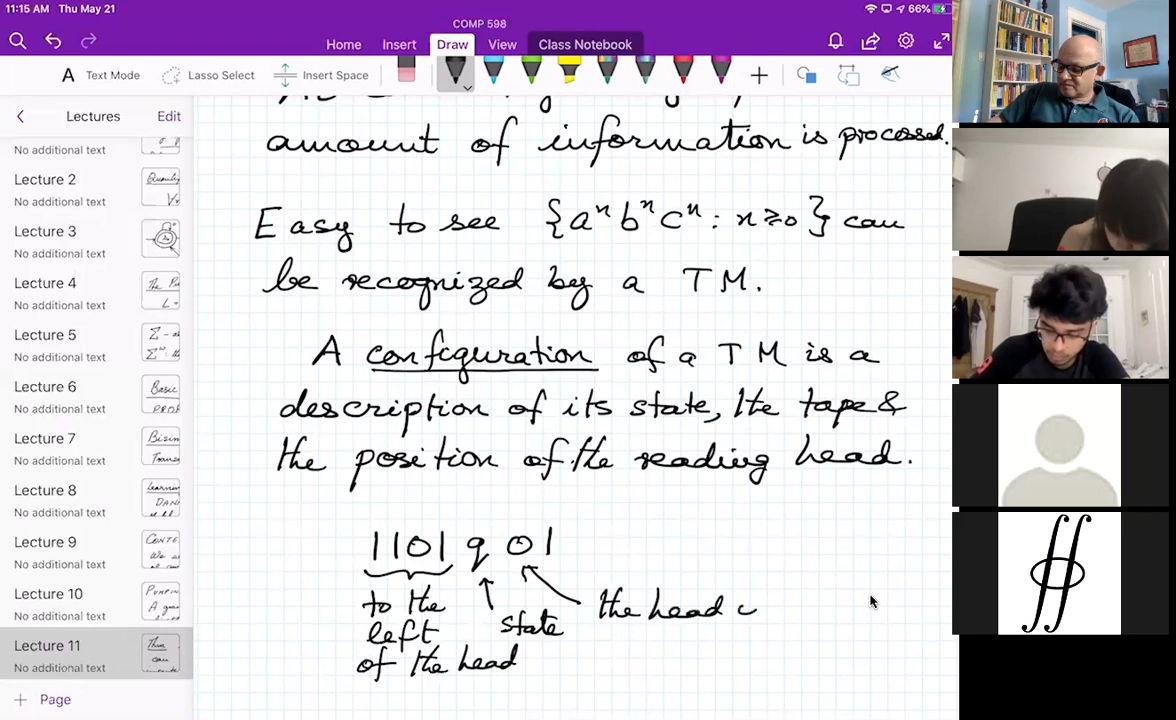 11:15 AM Thu May 21
66%
COMP 598
Home Insert Draw View Class Notebook
A Text Mode Lasso Select Insert Space
Lectures Edit
No additional text
Lecture 2
No additional text
Lecture 3
No additional text
Lecture 4
No additional text
Lecture 5
No additional text
Lecture 6
No additional text
Lecture 7
No additional text
Lecture 8
No additional text
Lecture 9
No additional text
Lecture 10
No additional text
Lecture 11
No additional text
+ Page
amount of information is processed.
Easy to see {aⁿ bⁿ cⁿ : n ≥ 0} can
be recognized by a TM.
A configuration of a TM is a
description of its state, the tape &
the position of the reading head.
1101 q 01
to the
left
of the head
state
the head